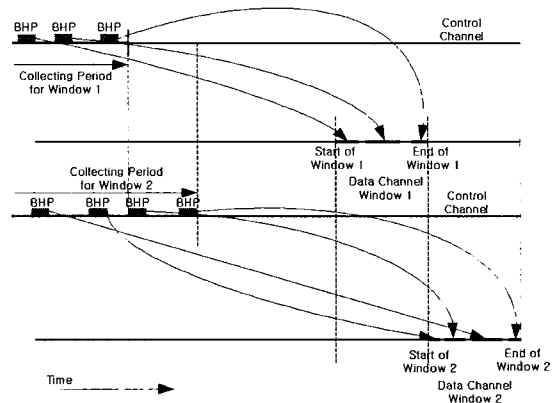 BHP BHP BHP
Control
Channel
Collecting Period
for Window 1
Start of
Window 1
End of
Window 1
Data Channel
Window 1
Collecting Period
for Window 2
BHP BHP BHP BHP
Control
Channel
Start of
Window 2
End of
Window 2
Data Channel
Window 2
Time